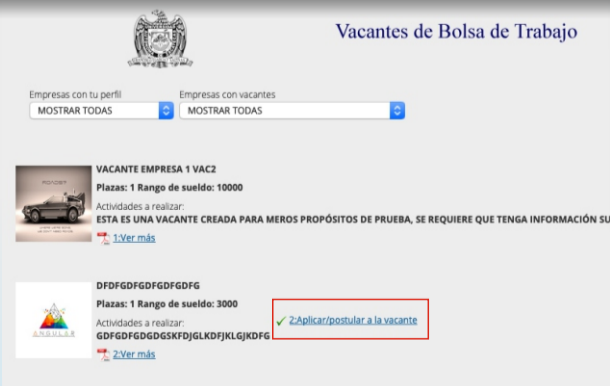 Vacantes de Bolsa de Trabajo
Empresas con tu perfil
Empresas con vacantes
MOSTRAR TODAS
MOSTRAR TODAS
VACANTE EMPRESA 1 VAC2
Plazas: 1 Rango de sueldo: 10000
Actividades a realizar:
ESTA ES UNA VACANTE CREADA PARA MEROS PROPÓSITOS DE PRUEBA, SE REQUIERE QUE TENGA INFORMACIÓN SU
1:Ver más
DFDFGDFGDFGDFGDFG
Plazas: 1 Rango de sueldo: 3000
Actividades a realizar:
GDFGDFGDGDGSKFDJGLKDFJKLGJKDFG
2:Aplicar/postular a la vacante
ANGULAR
2:Ver más